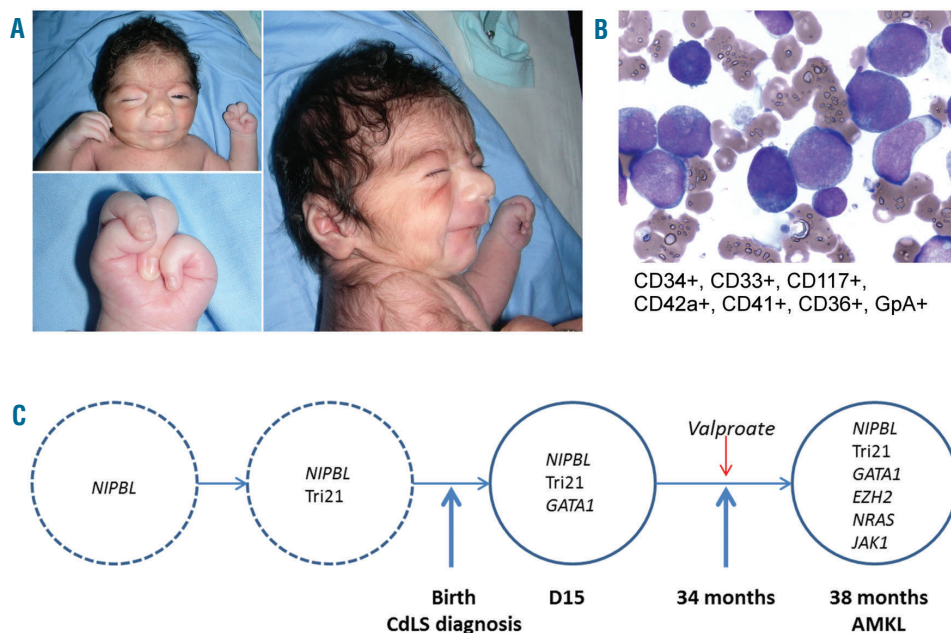 A
B
CD34+, CD33+, CD117+,
CD42a+, CD41+, CD36+, GpA+
C
NIPBL
NIPBL
Tri21
NIPBL
Tri21
GATA1
Valproate
NIPBL
Tri21
GATA1
EZH2
NRAS
JAK1
Birth
CdLS diagnosis
D15
34 months
38 months
AMKL